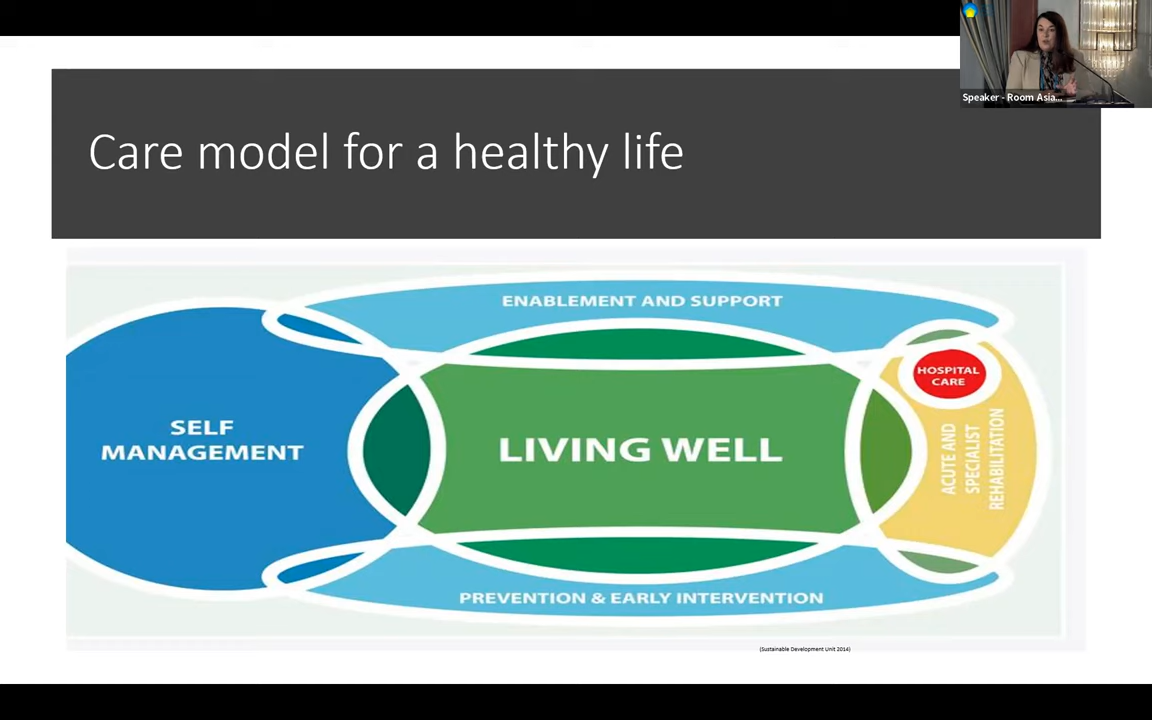 Speaker - Room Asia...
Care model for a healthy life
ENABLEMENT AND SUPPORT
HOSPITAL
CARE
SELF
MANAGEMENT
LIVING WELL
ACUTE AND
SPECIALIST
REHABILITATION
PREVENTION & EARLY INTERVENTION
(Sustainable Development Unit 2014)